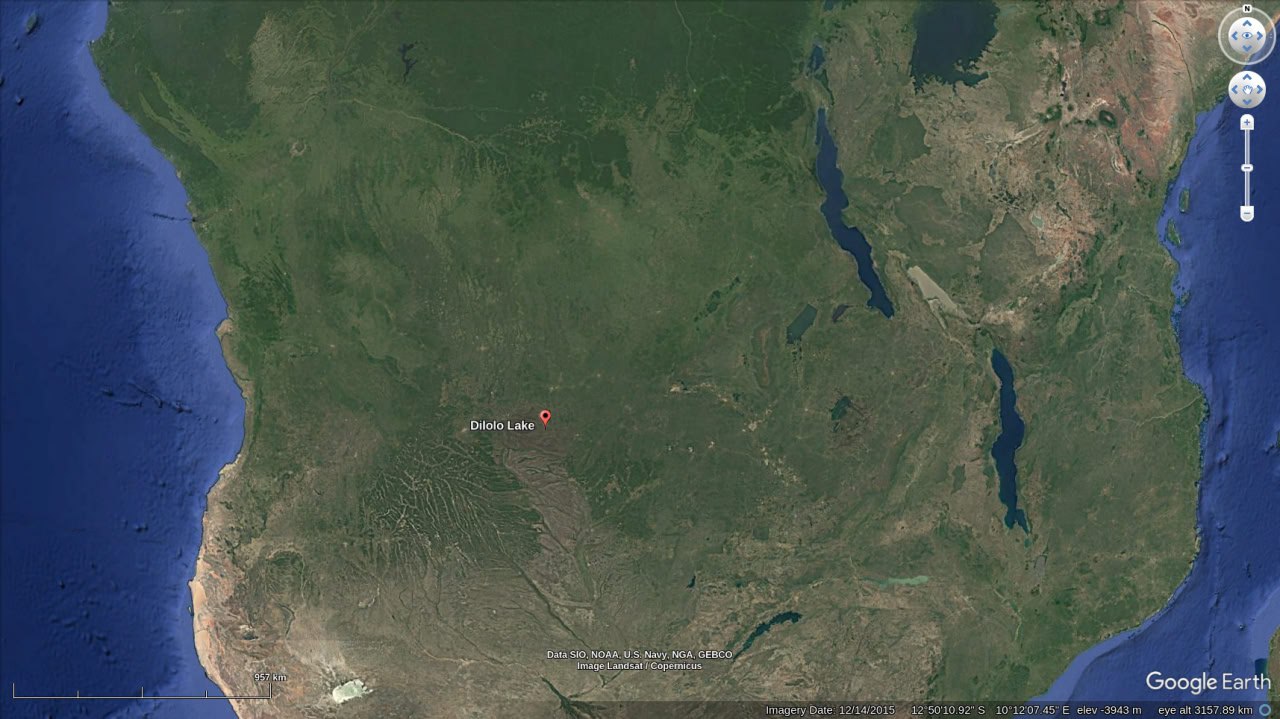 N
Dilolo Lake
Data SIO, NOAA, U.S. Navy, NGA, GEBCO
Image Landsat / Copernicus
957 km
Google Earth
Imagery Date: 12/14/2015 12°50'10.92" S 10°12'07.45" E elev -3943 m eye alt 3157.89 km